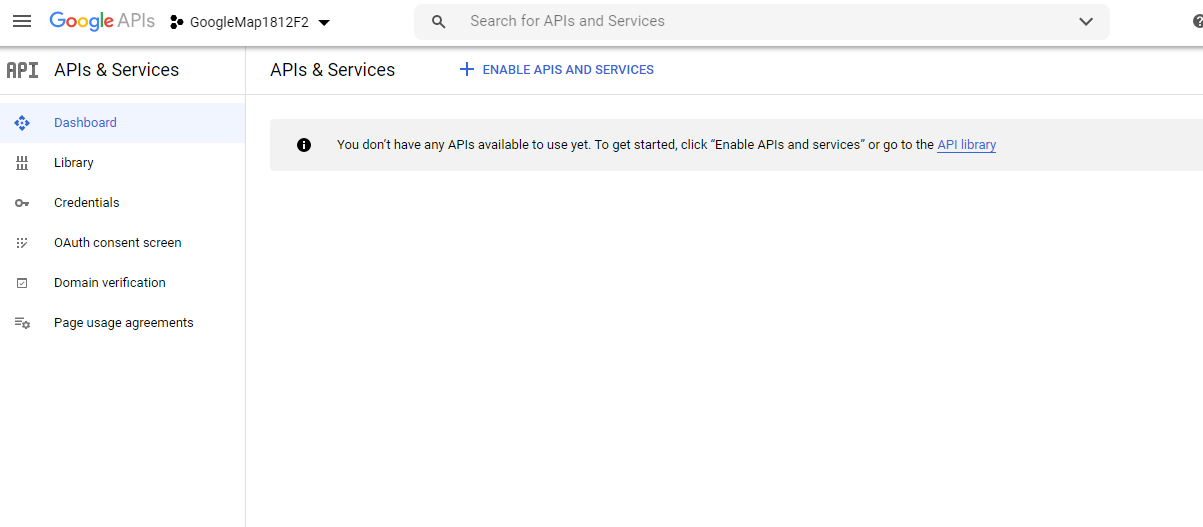 Google APIs GoogleMap1812F2 Search for APIs and Services
API APIs & Services
APIs & Services ENABLE APIS AND SERVICES
Dashboard
Library
Credentials
OAuth consent screen
Domain verification
Page usage agreements
You don’t have any APIs available to use yet. To get started, click “Enable APIs and services” or go to the API library